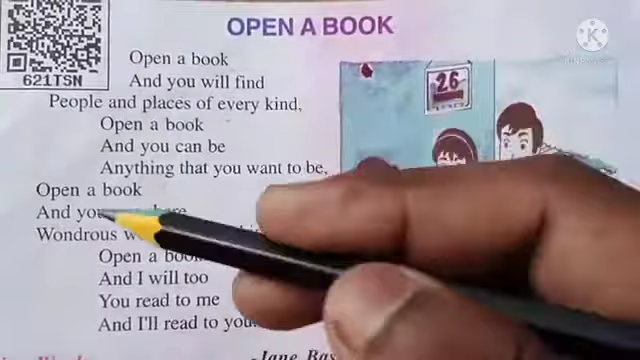 OPEN A BOOK
621TSN
Open a book
And you will find
People and places of every kind,
Open a book
And you can be
Anything that you want to be,
26
Open a book
And you
Wondrous
Open a book
And I will too
You read to me
And I'll read to you.
-Jane